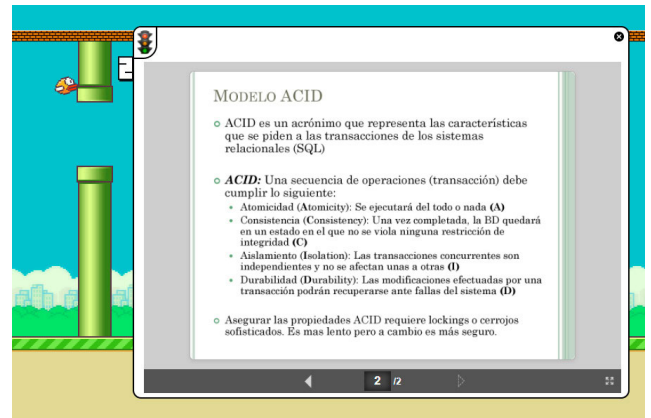 MODELO ACID
ACID es un acrónimo que representa las características
que se piden a las transacciones de los sistemas
relacionales (SQL)
ACID: Una secuencia de operaciones (transacción) debe
cumplir lo siguiente:
Atomicidad (Atomicity): Se ejecutará del todo o nada (A)
Consistencia (Consistency): Una vez completada, la BD quedará
en un estado en el que no se viola ninguna restricción de
integridad (C)
Aislamiento (Isolation): Las transacciones concurrentes son
independientes y no se afectan unas a otras (I)
Durabilidad (Durability): Las modificaciones efectuadas por una
transacción podrán recuperarse ante fallas del sistema (D)
Asegurar las propiedades ACID requiere lockings o cerrojos
sofisticados. Es mas lento pero a cambio es más seguro.
2 /2